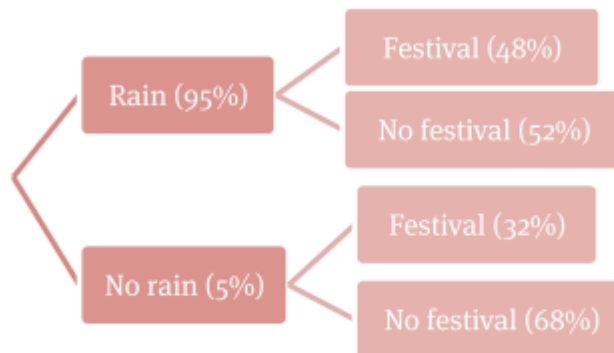 Rain (95%)
Festival (48%)
No festival (52%)
No rain (5%)
Festival (32%)
No festival (68%)